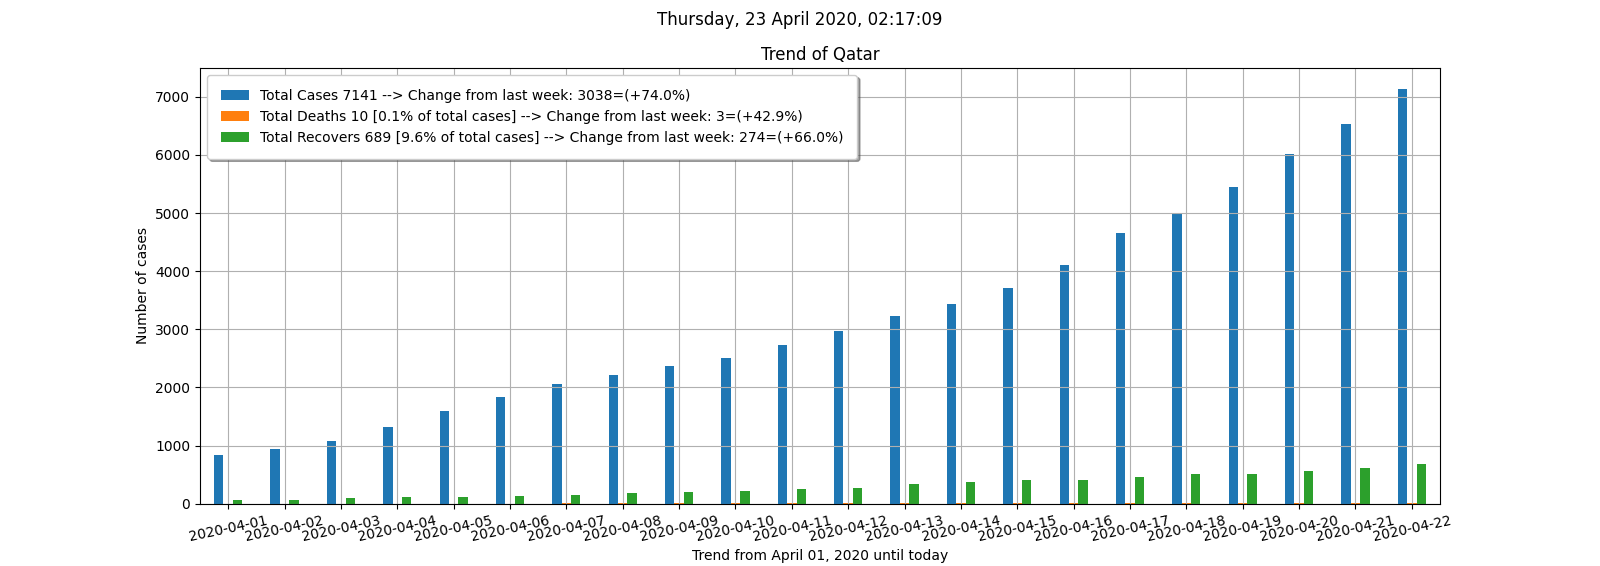 Thursday, 23 April 2020, 02:17:09
Trend of Qatar
Total Cases 7141 --> Change from last week: 3038=(+74.0%)
Total Deaths 10 [0.1% of total cases] --> Change from last week: 3=(+42.9%)
Total Recovers 689 [9.6% of total cases] --> Change from last week: 274=(+66.0%)
Number of cases
7000
6000
5000
4000
3000
2000
1000
0
2020-04-01 2020-04-02 2020-04-03 2020-04-04 2020-04-05 2020-04-06 2020-04-07 2020-04-08 2020-04-09 2020-04-10 2020-04-11 2020-04-12 2020-04-13 2020-04-14 2020-04-15 2020-04-16 2020-04-17 2020-04-18 2020-04-19 2020-04-20 2020-04-21 2020-04-22
Trend from April 01, 2020 until today